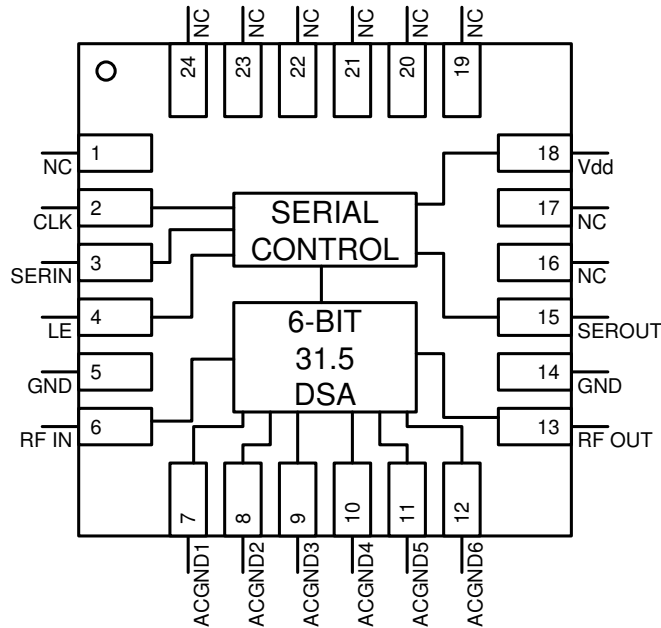 NC
NC
NC
NC
NC
NC
24
23
22
21
20
19
1
NC
2
CLK
3
SERIN
4
LE
5
GND
6
RF IN
SERIAL
CONTROL
6-BIT
31.5
DSA
18
Vdd
17
NC
16
NC
15
SEROUT
14
GND
13
RF OUT
7
8
9
10
11
12
ACGND1
ACGND2
ACGND3
ACGND4
ACGND5
ACGND6